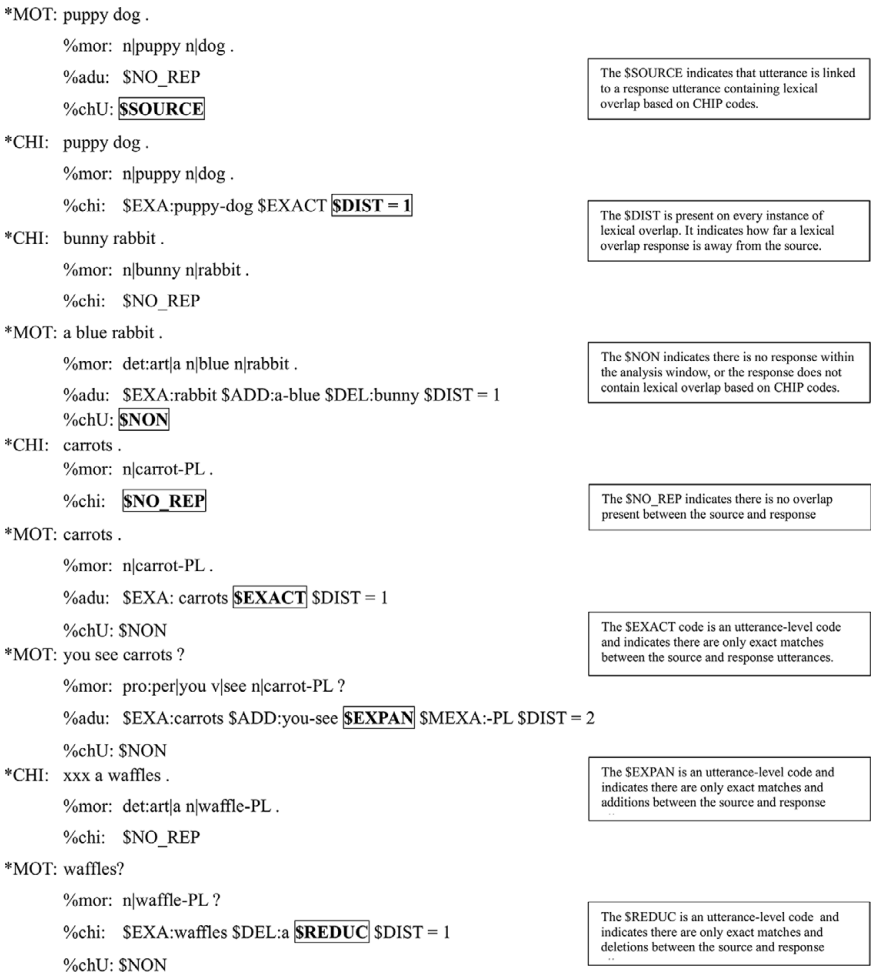 *MOT: puppy dog .
%mor: n|puppy n|dog .
%adu: $NO_REP
%chU: $SOURCE
The $SOURCE indicates that utterance is linked
to a response utterance containing lexical
overlap based on CHIP codes.
*CHI: puppy dog .
%mor: n|puppy n|dog .
%chi: $EXA:puppy-dog $EXACT $DIST = 1
The $DIST is present on every instance of
lexical overlap. It indicates how far a lexical
overlap response is away from the source.
*CHI: bunny rabbit .
%mor: n|bunny n|rabbit .
%chi: $NO_REP
*MOT: a blue rabbit .
%mor: det:art|a n|blue n|rabbit .
%adu: $EXA:rabbit $ADD:a-blue $DEL:bunny $DIST = 1
%chU: $NON
The $NON indicates there is no response within
the analysis window, or the response does not
contain lexical overlap based on CHIP codes.
*CHI: carrots .
%mor: n|carrot-PL .
%chi: $NO_REP
The $NO_REP indicates there is no overlap
present between the source and response
*MOT: carrots .
%mor: n|carrot-PL .
%adu: $EXA: carrots $EXACT $DIST = 1
%chU: $NON
The $EXACT code is an utterance-level code
and indicates there are only exact matches
between the source and response utterances.
*MOT: you see carrots ?
%mor: pro:per|you v|see n|carrot-PL ?
%adu: $EXA:carrots $ADD:you-see $EXPAN $MEXA:-PL $DIST = 2
%chU: $NON
*CHI: xxx a waffles .
%mor: det:art|a n|waffle-PL .
%chi: $NO_REP
The $EXPAN is an utterance-level code and
indicates there are only exact matches and
additions between the source and response
*MOT: waffles?
%mor: n|waffle-PL ?
%chi: $EXA:waffles $DEL:a $REDUC $DIST = 1
%chU: $NON
The $REDUC is an utterance-level code and
indicates there are only exact matches and
deletions between the source and response